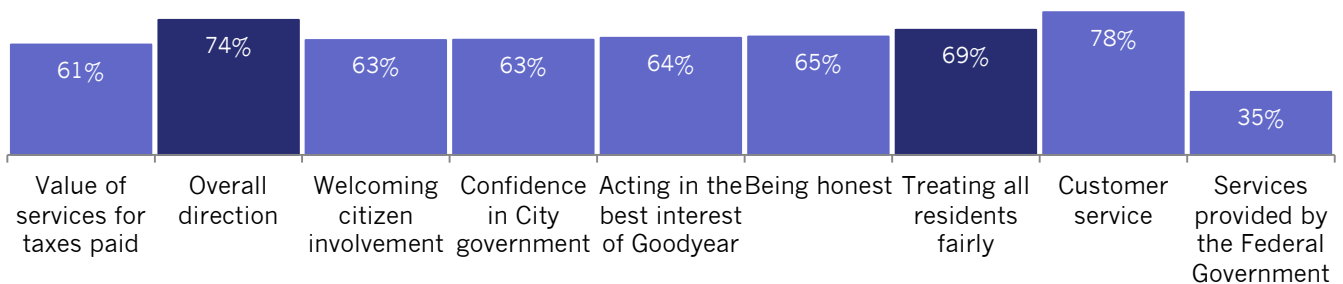 61%
74%
63%
63%
64%
65%
69%
78%
35%
Value of
services for
taxes paid
Overall
direction
Welcoming
citizen
involvement
Confidence
in City
government
Acting in the
best interest
of Goodyear
Being honest
Treating all
residents
fairly
Customer
service
Services
provided by
the Federal
Government